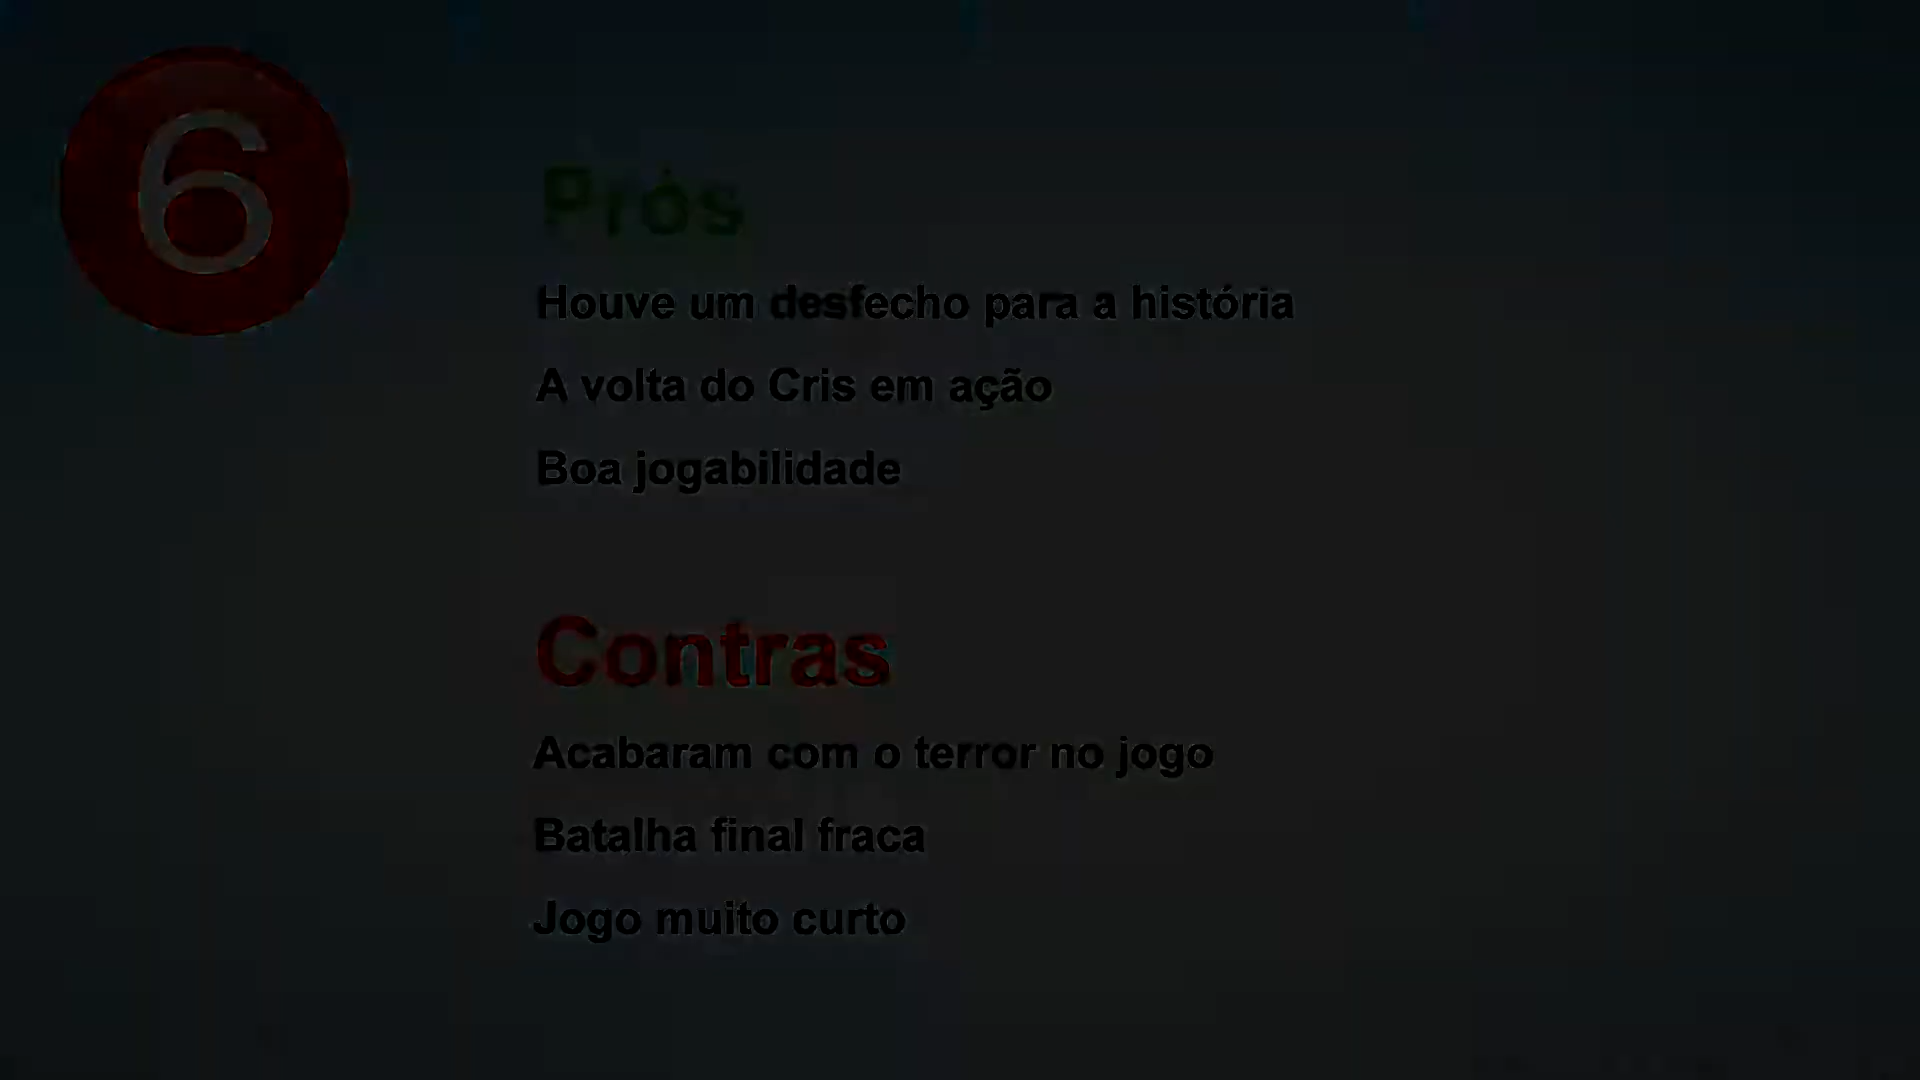 6
Prós
Houve um desfecho para a história
A volta do Cris em ação
Boa jogabilidade
Contras
Acabaram com o terror no jogo
Batalha final fraca
Jogo muito curto